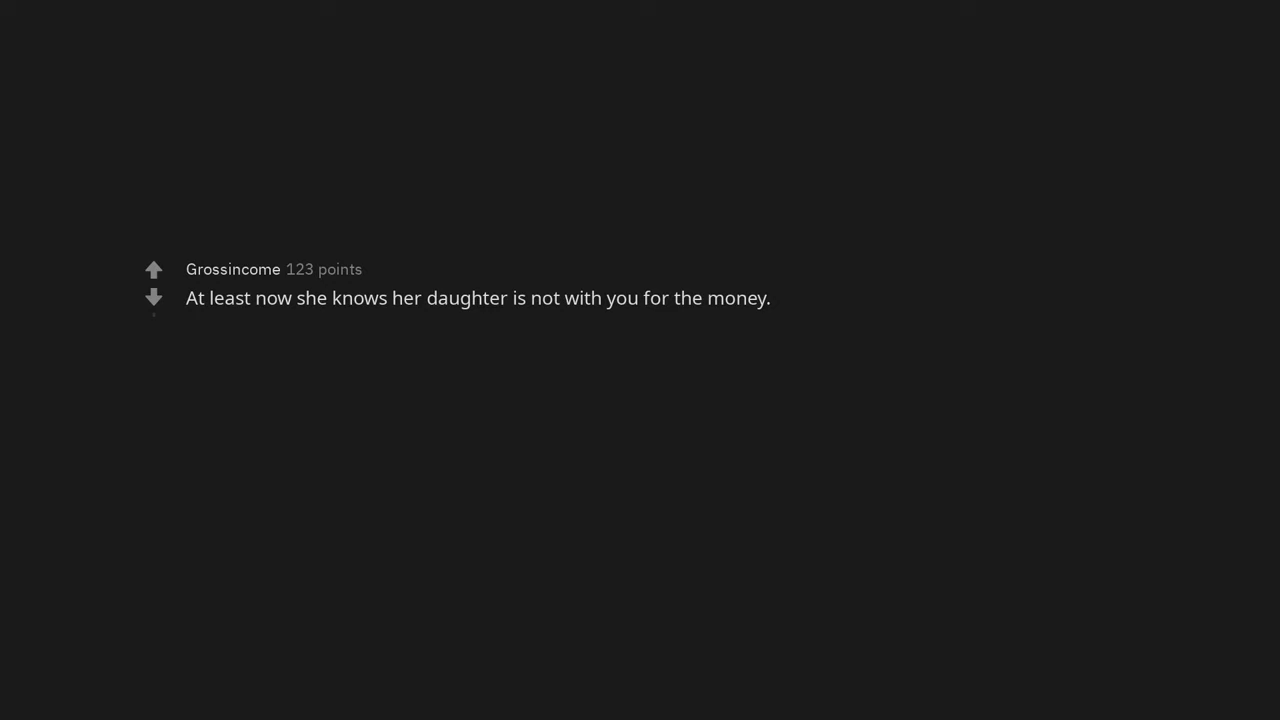 Grossincome 123 points
At least now she knows her daughter is not with you for the money.